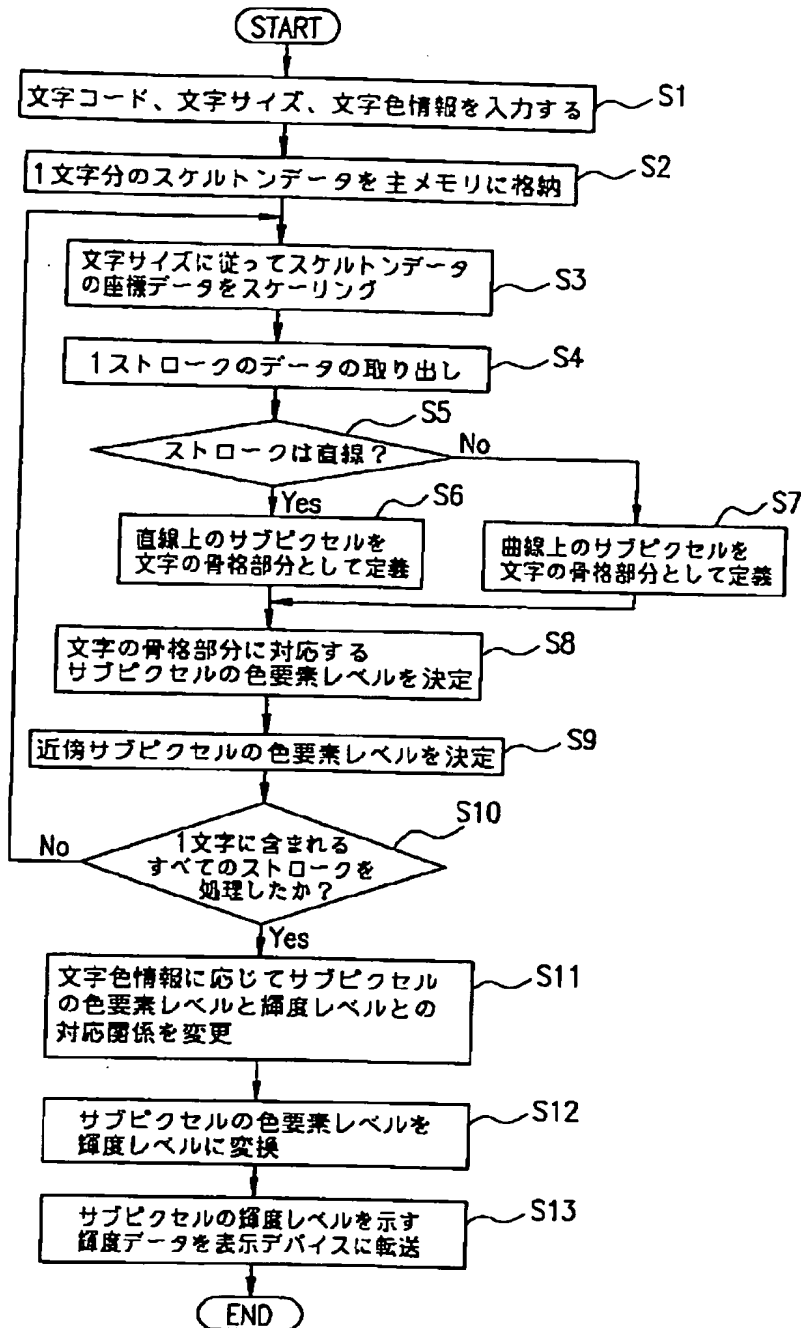 START
文字コード、文字サイズ、文字色情報を入力する
S1
1文字分のスケルトンデータを主メモリに格納
S2
文字サイズに従ってスケルトンデータ
の座標データをスケーリング
S3
1ストロークのデータの取り出し
S4
S5
ストロークは直線?
No
Yes
S6
S7
直線上のサブピクセルを
文字の骨格部分として定義
曲線上のサブピクセルを
文字の骨格部分として定義
S8
文字の骨格部分に対応する
サブピクセルの色要素レベルを決定
近傍サブピクセルの色要素レベルを決定
S9
S10
1文字に含まれる
すべてのストロークを
処理したか?
No
Yes
文字色情報に応じてサブピクセル
の色要素レベルと輝度レベルとの
対応関係を変更
S11
サブピクセルの色要素レベルを
輝度レベルに変換
S12
サブピクセルの輝度レベルを示す
輝度データを表示デバイスに転送
S13
END